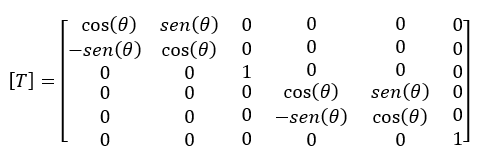 cos(θ) sen(θ) 0 0 0 0
−sen(θ) cos(θ) 0 0 0 0
[T] = 0 0 1 0 0 0
0 0 0 cos(θ) sen(θ) 0
0 0 0 −sen(θ) cos(θ) 0
0 0 0 0 0 1